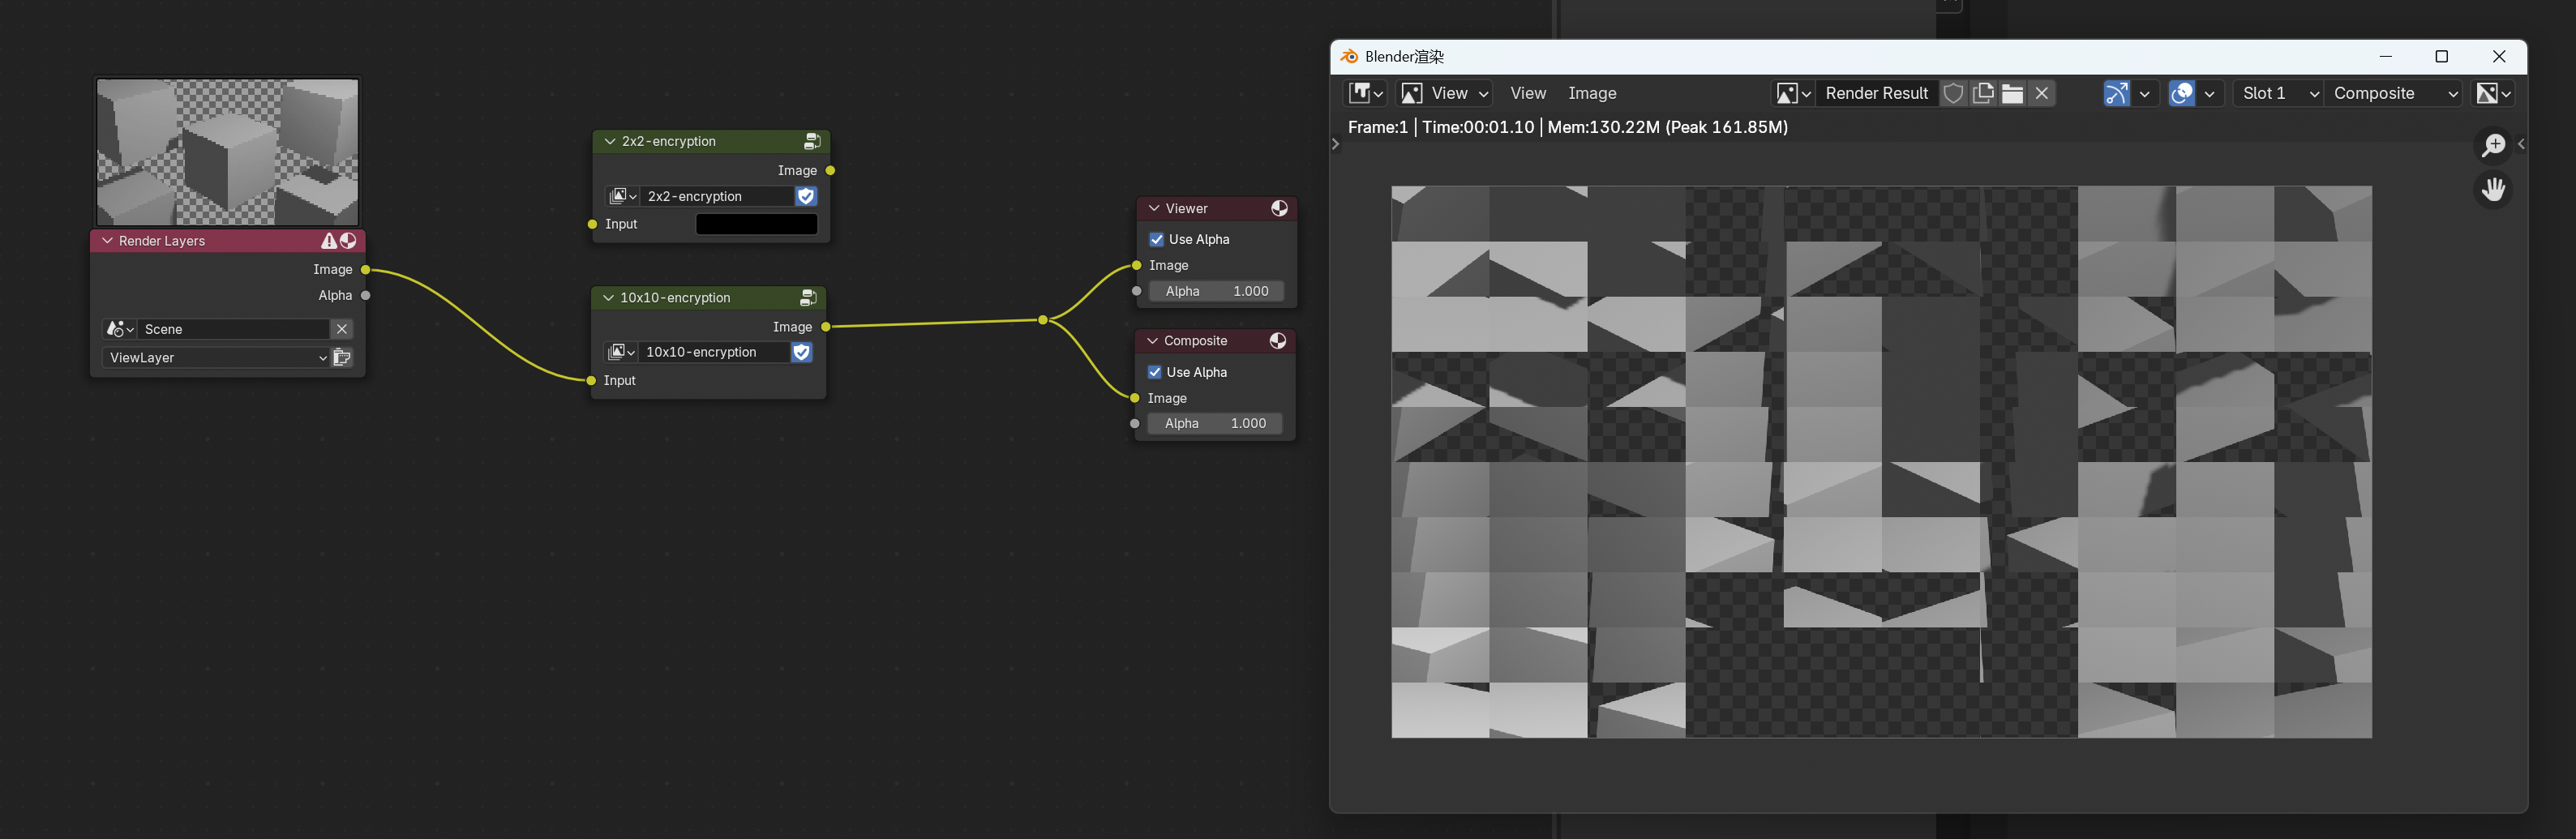 Render Layers
Image
Alpha
Scene
ViewLayer
2x2-encryption
Image
2x2-encryption
Input
10x10-encryption
Image
10x10-encryption
Input
Viewer
Use Alpha
Image
Alpha 1.000
Composite
Use Alpha
Image
Alpha 1.000
Blender渲染
View View Image Render Result Slot 1 Composite
Frame:1 | Time:00:01.10 | Mem:130.22M (Peak 161.85M)